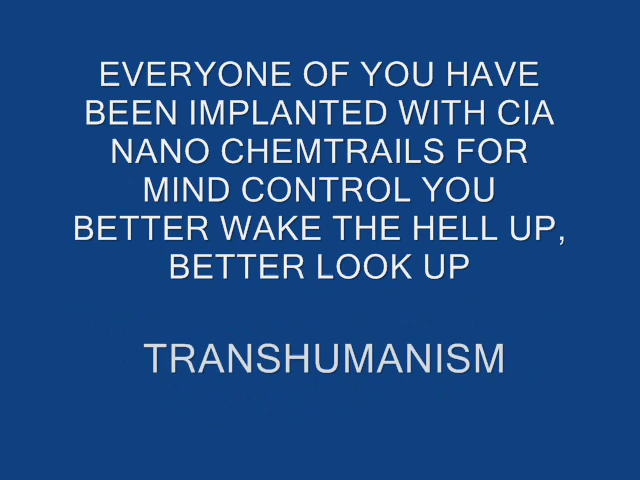 EVERYONE OF YOU HAVE
BEEN IMPLANTED WITH CIA
NANO CHEMTRAILS FOR
MIND CONTROL YOU
BETTER WAKE THE HELL UP,
BETTER LOOK UP
TRANSHUMANISM